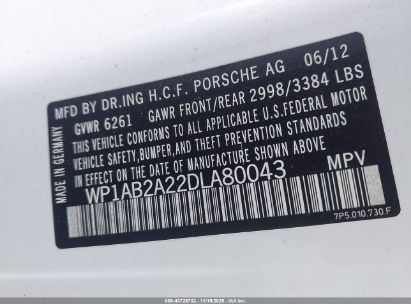 MFD BY DR.ING H.C.F. PORSCHE AG 06/12
GVWR 6261 GAWR FRONT/REAR 2998/3384 LBS
THIS VEHICLE CONFORMS TO ALL APPLICABLE U.S.FEDERAL MOTOR
VEHICLE SAFETY,BUMPER,AND THEFT PREVENTION STANDARDS
IN EFFECT ON THE DATE OF MANUFACTURE SHOWN ABOVE.
WP1AB2A22DLA80043 MPV
MADE IN GERMANY
7P5.010.730.F